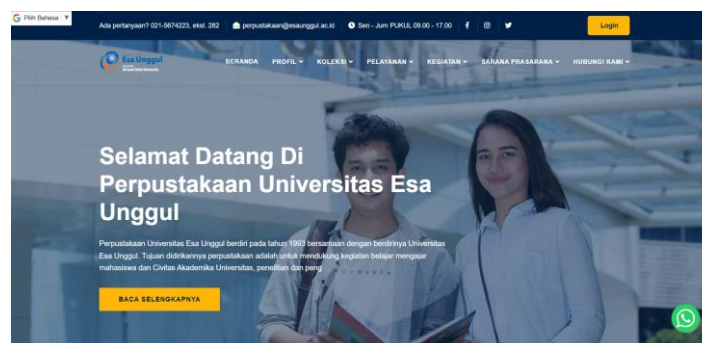 Pilih Bahasa ▼
Ada pertanyaan? 021-5674223, ekst. 282
perpustakaan@esaunggul.ac.id
Sen - Jum PUKUL 09.00 - 17.00
Login
Esa Unggul
BERANDA PROFIL KOLEKSI PELAYANAN KEGIATAN SARANA PRASARANA HUBUNGI KAMI
Selamat Datang Di
Perpustakaan Universitas Esa
Unggul
Perpustakaan Universitas Esa Unggul berdiri pada tahun 1993 bersamaan dengan berdirinya Universitas
Esa Unggul. Tujuan didirikannya perpustakaan adalah untuk mendukung kegiatan belajar mengajar
mahasiswa dan Civitas Akademika Universitas, penelitian dan peng
BACA SELENGKAPNYA